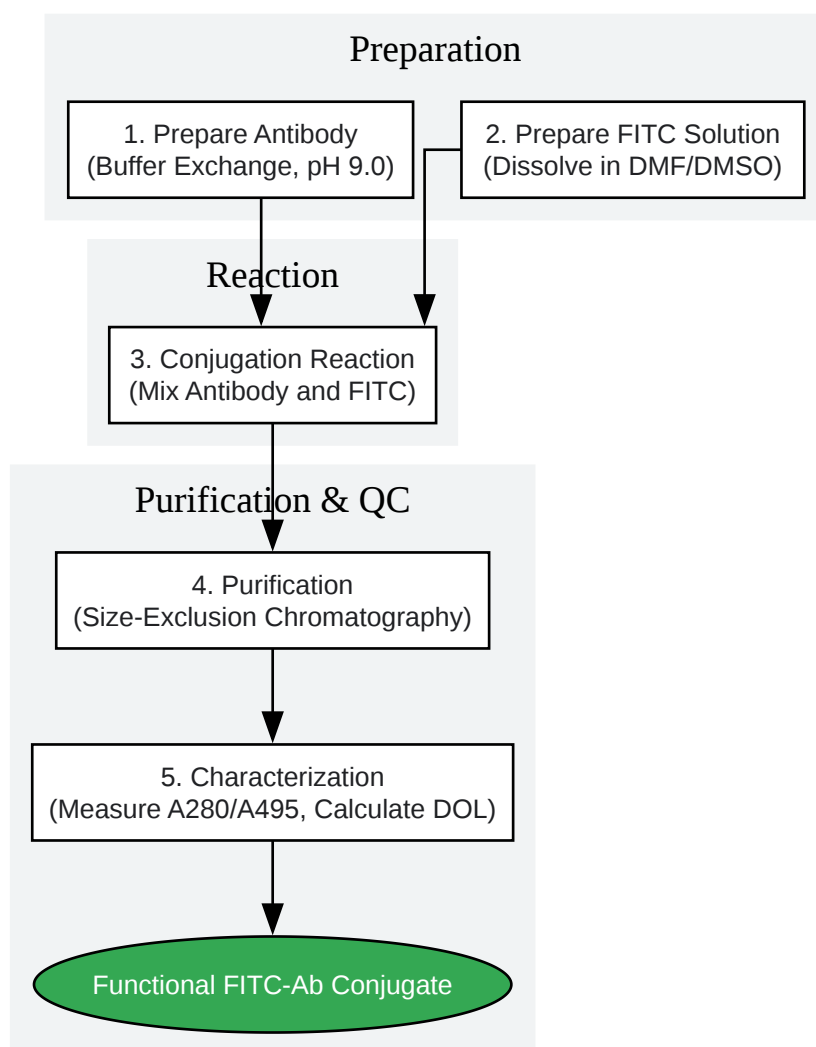 Preparation
1. Prepare Antibody
(Buffer Exchange, pH 9.0)
2. Prepare FITC Solution
(Dissolve in DMF/DMSO)
Reaction
3. Conjugation Reaction
(Mix Antibody and FITC)
Purification & QC
4. Purification
(Size-Exclusion Chromatography)
5. Characterization
(Measure A280/A495, Calculate DOL)
Functional FITC-Ab Conjugate